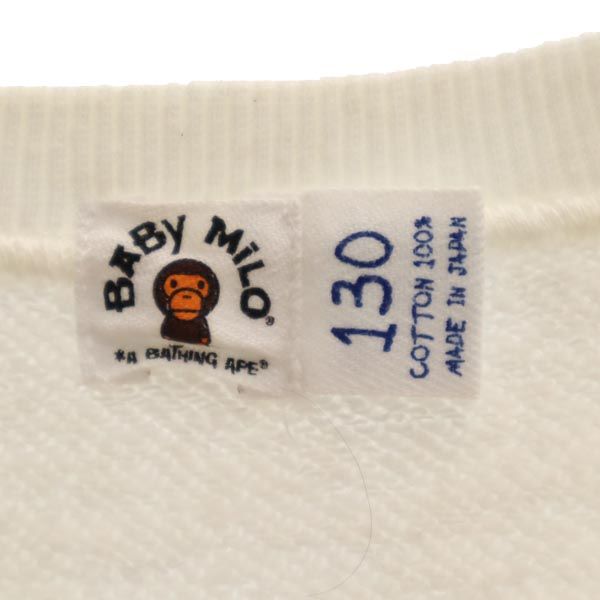 BABY MiLO®
*A BATHING APE®
130
COTTON 100%
MADE IN JAPAN